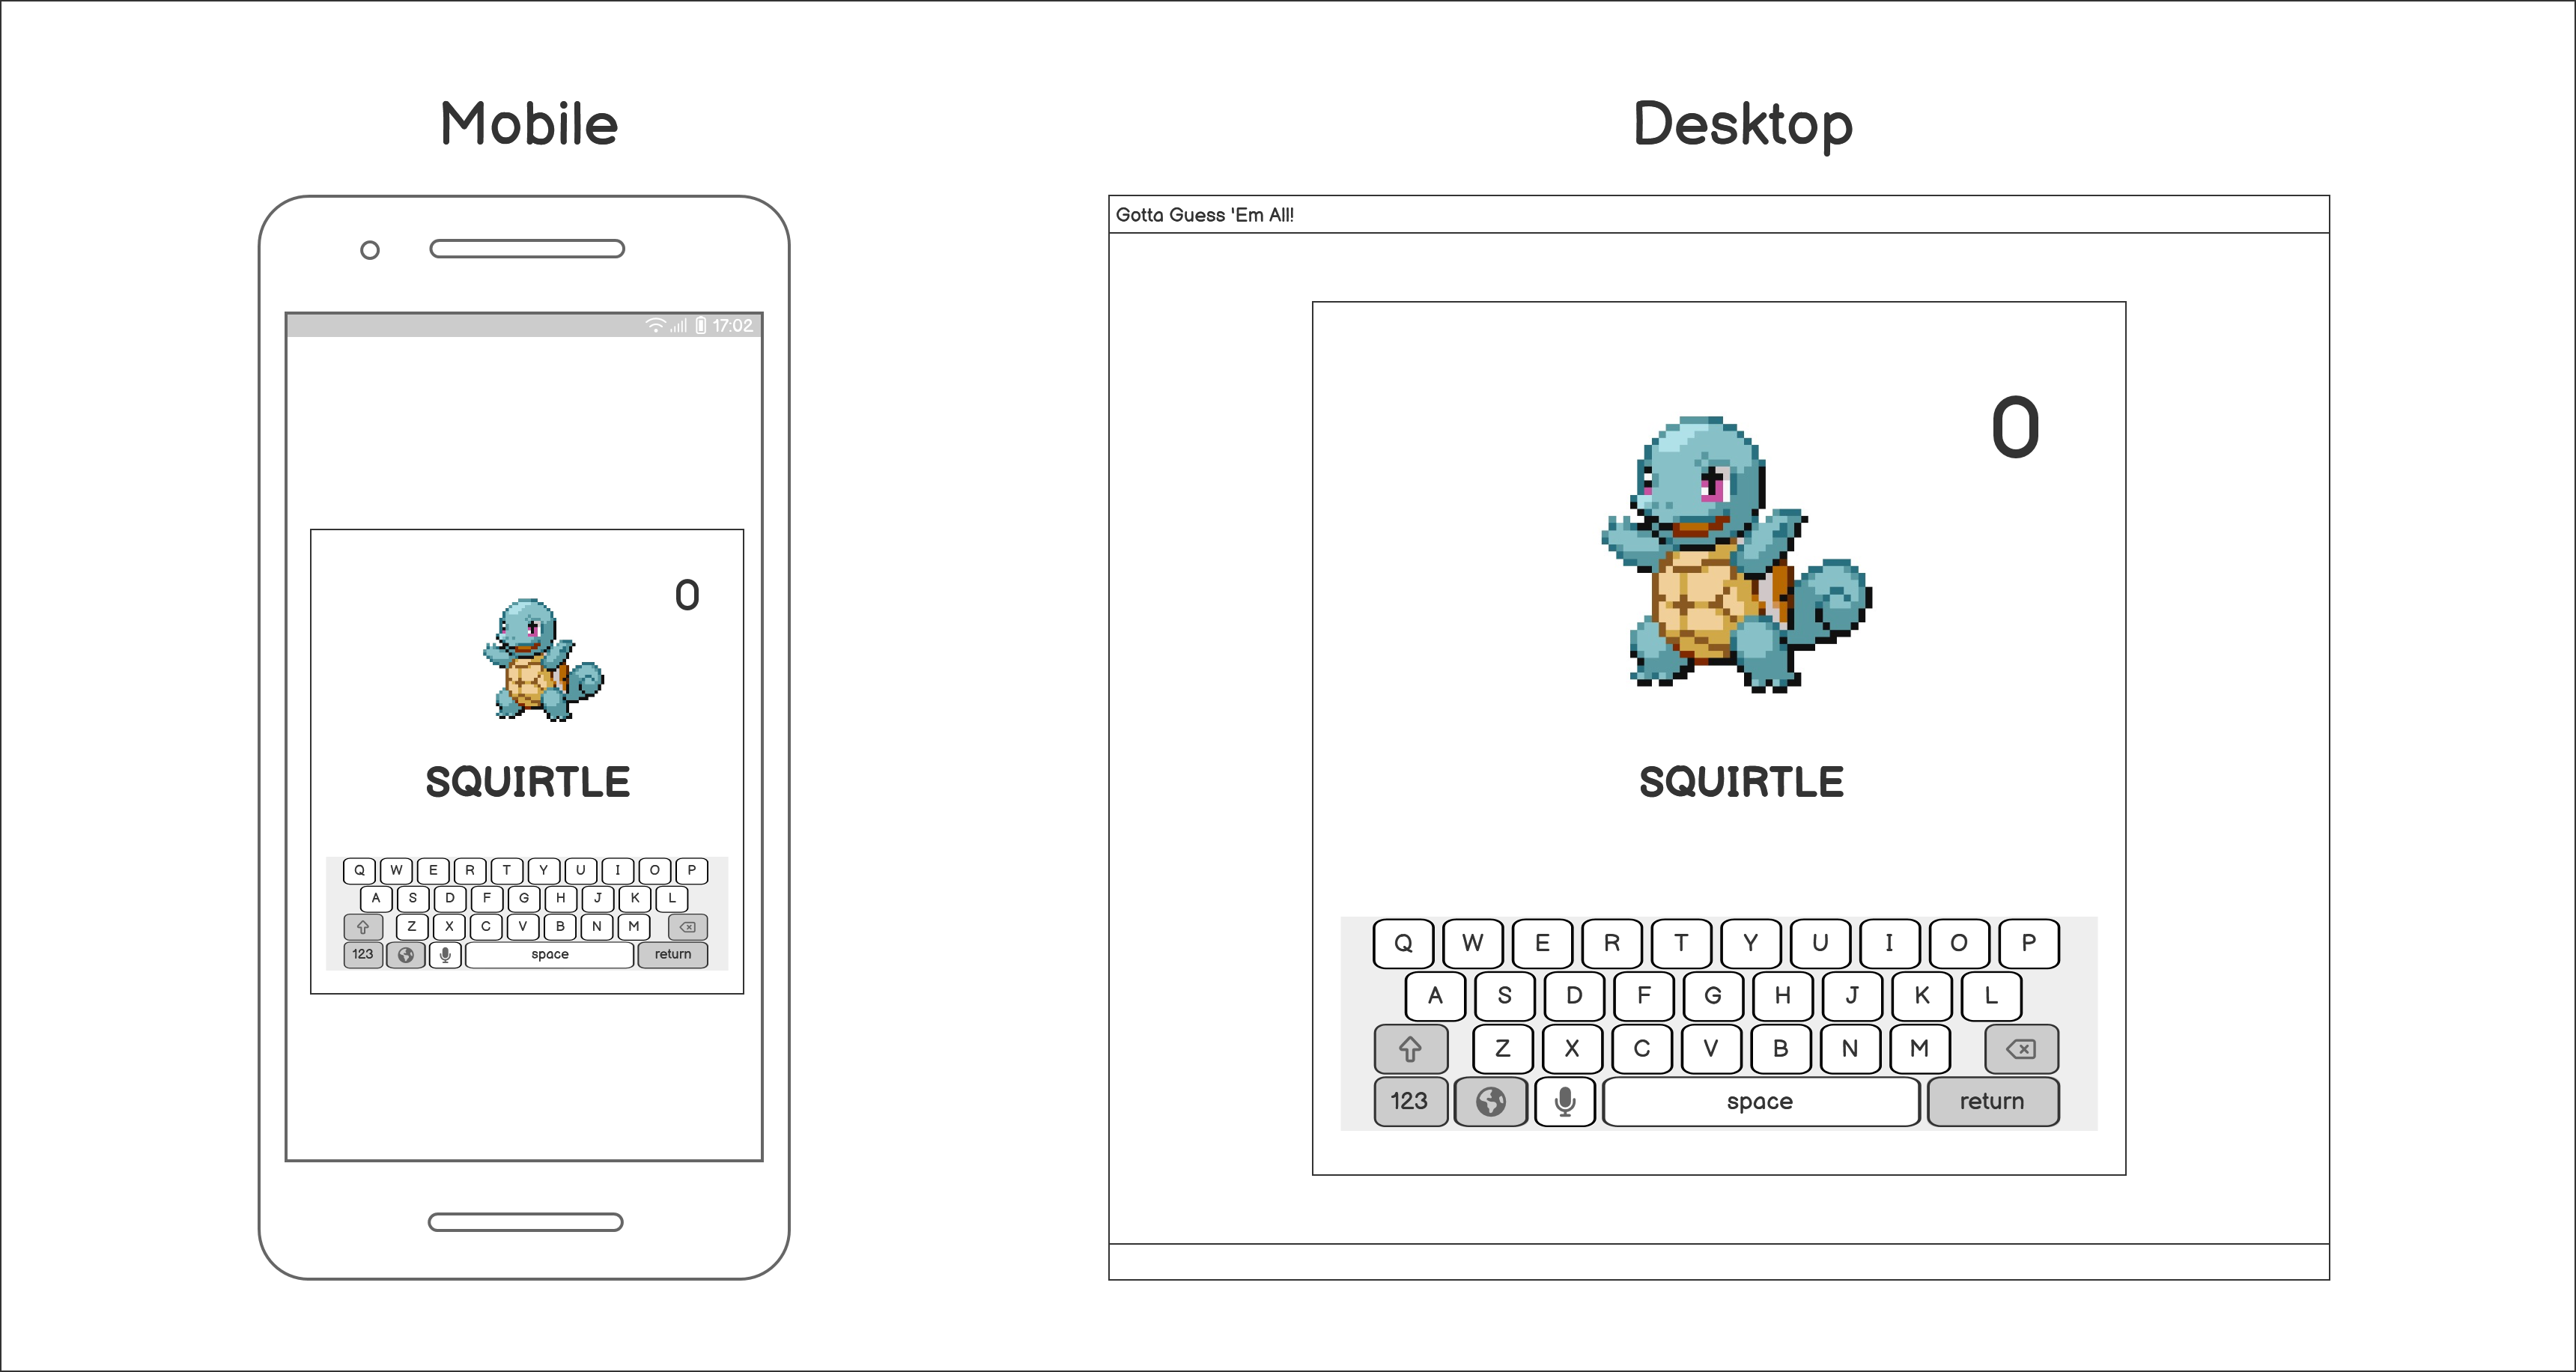 Mobile
17:02
0
SQUIRTLE
Q W E R T Y U I O P
A S D F G H J K L
Z X C V B N M
123 space return
Desktop
Gotta Guess 'Em All!
0
SQUIRTLE
Q W E R T Y U I O P
A S D F G H J K L
Z X C V B N M
123 space return